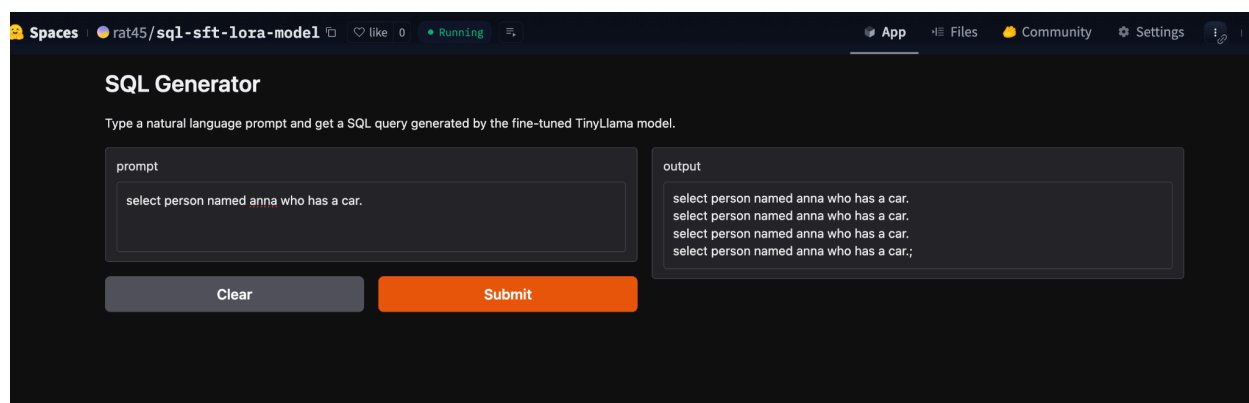 Spaces
rat45/sql-sft-lora-model
like 0
Running
App
Files
Community
Settings
SQL Generator
Type a natural language prompt and get a SQL query generated by the fine-tuned TinyLlama model.
prompt
select person named anna who has a car.
Clear
Submit
output
select person named anna who has a car.
select person named anna who has a car.
select person named anna who has a car.
select person named anna who has a car.;